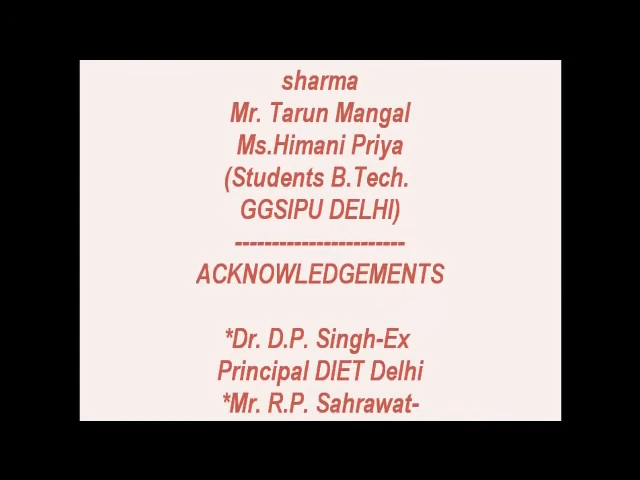 sharma
Mr. Tarun Mangal
Ms.Himani Priya
(Students B.Tech.
GGSIPU DELHI)
-----------------------
ACKNOWLEDGEMENTS
*Dr. D.P. Singh-Ex
Principal DIET Delhi
*Mr. R.P. Sahrawat-